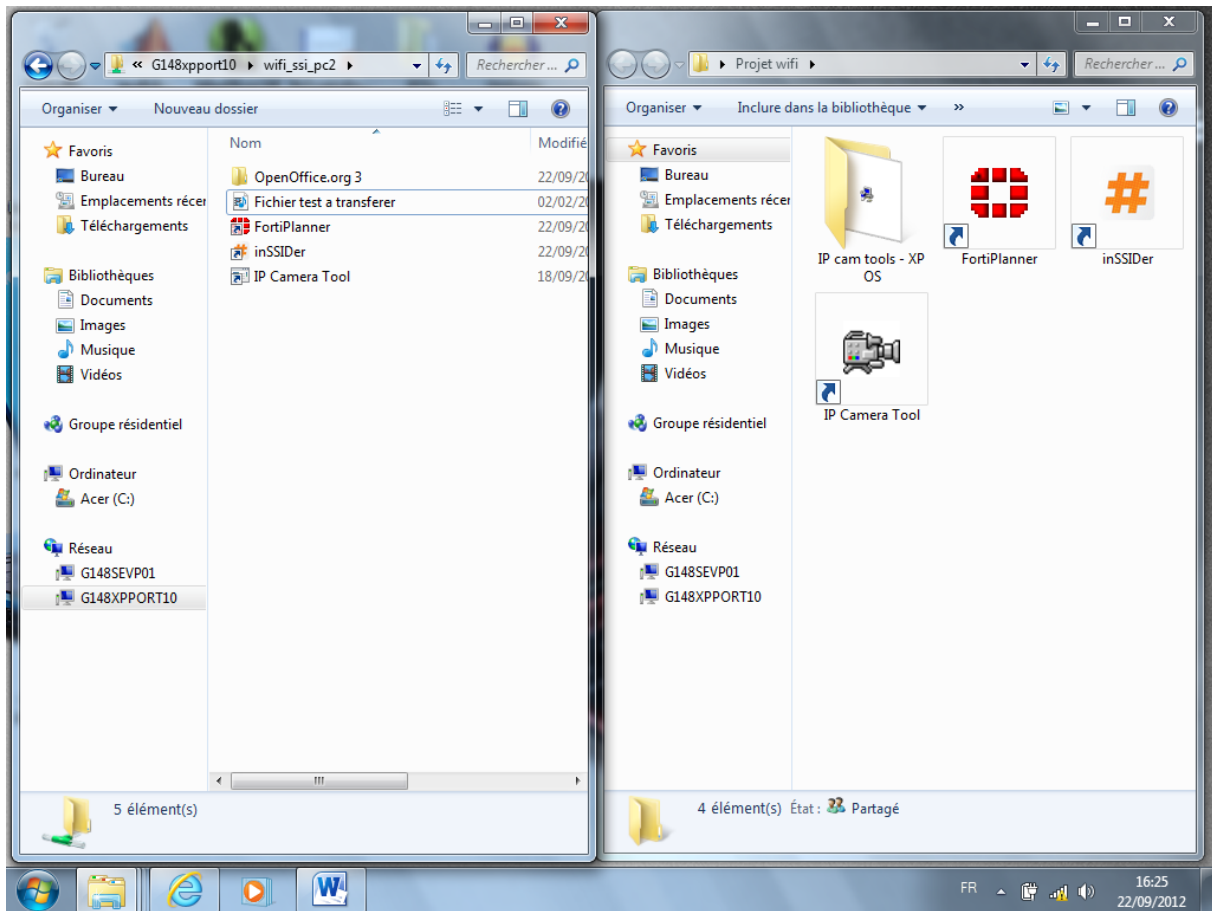 G148xpport10
wifi_ssi_pc2
Rechercher ...
Organiser
Nouveau dossier
Favoris
Bureau
Emplacements récer
Téléchargements
Bibliothèques
Documents
Images
Musique
Vidéos
Groupe résidentiel
Ordinateur
Acer (C:)
Réseau
G148SEVP01
G148XPPORT10
Nom
Modifié
OpenOffice.org 3
22/09/20
Fichier test a transferer
02/02/20
FortiPlanner
22/09/20
inSSIDer
22/09/20
IP Camera Tool
18/09/20
5 élément(s)
Projet wifi
Rechercher ...
Organiser
Inclure dans la bibliothèque
»
Favoris
Bureau
Emplacements récer
Téléchargements
Bibliothèques
Documents
Images
Musique
Vidéos
Groupe résidentiel
Ordinateur
Acer (C:)
Réseau
G148SEVP01
G148XPPORT10
IP cam tools - XP
OS
FortiPlanner
inSSIDer
IP Camera Tool
4 élément(s) État : Partagé
FR
16:25
22/09/2012